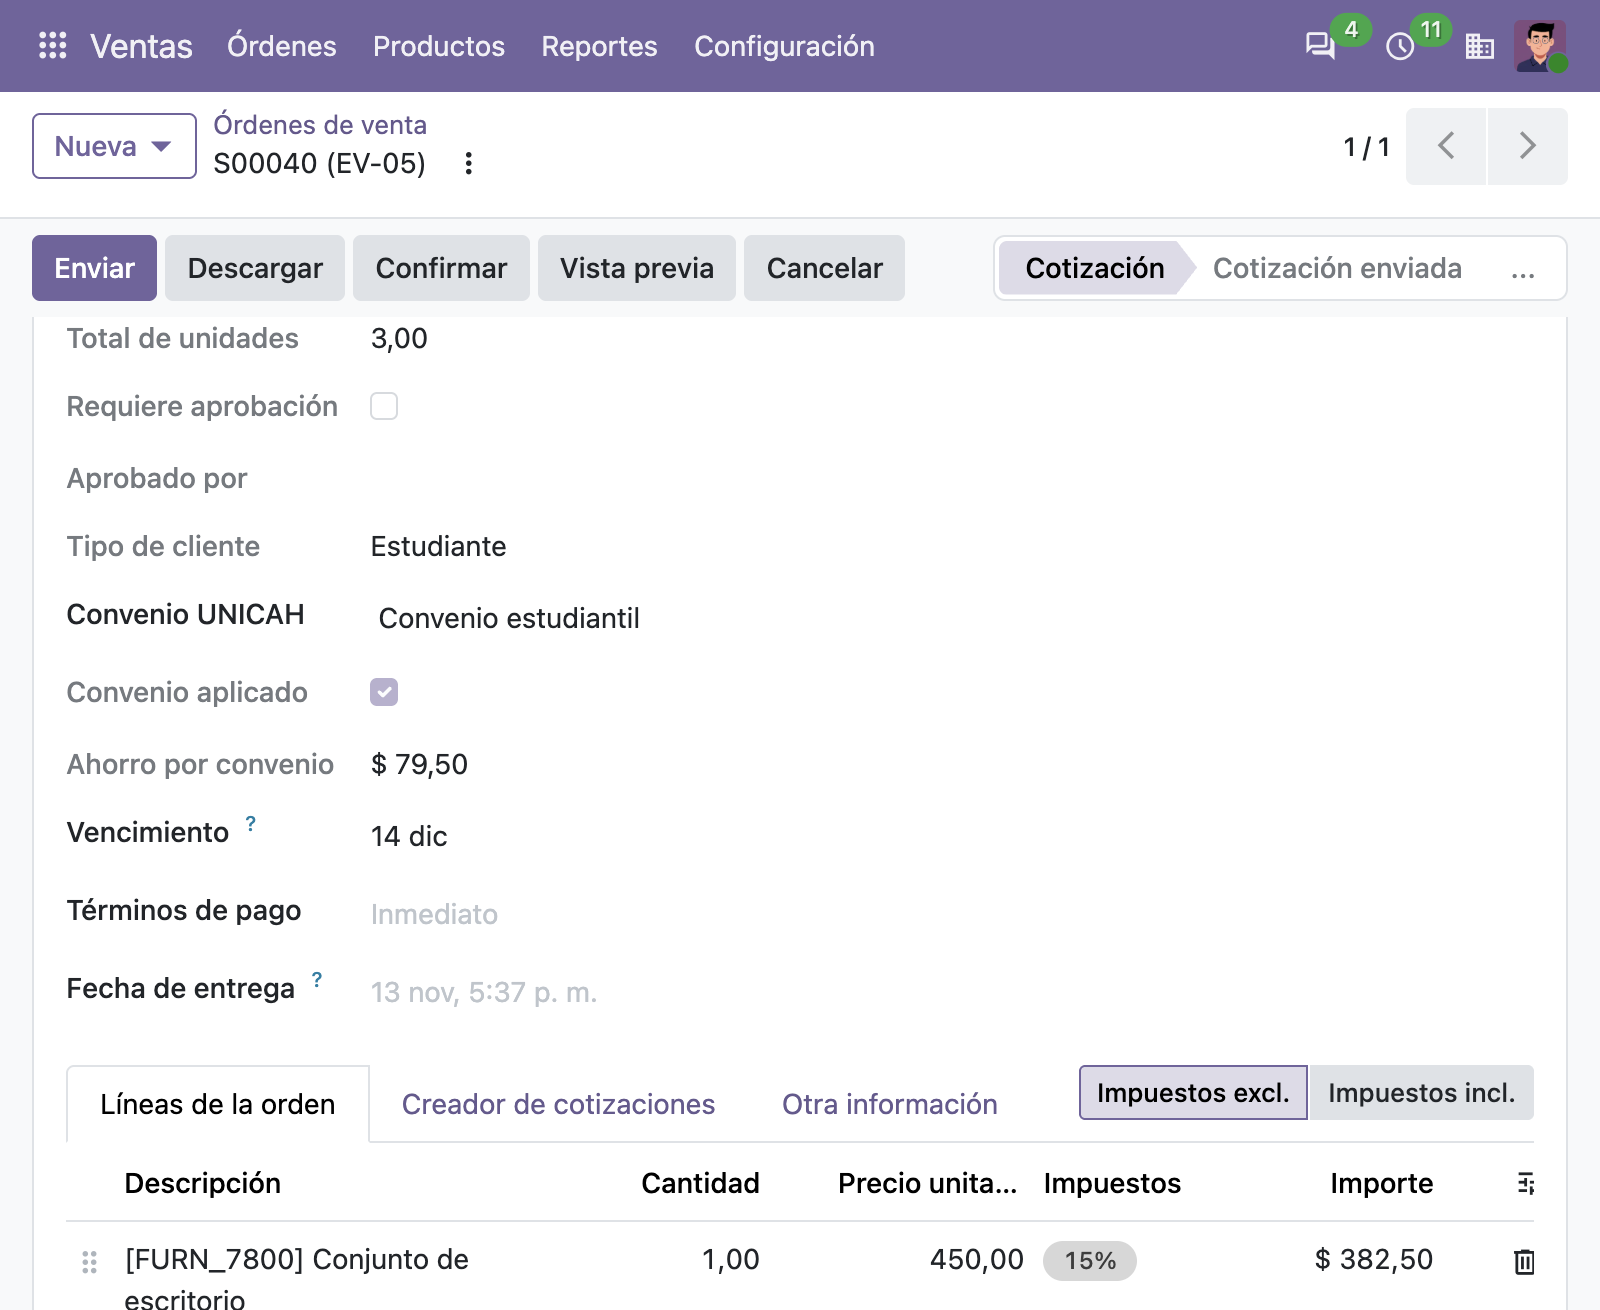 Ventas Órdenes Productos Reportes Configuración 4 11
Nueva
Órdenes de venta
S00040 (EV-05)
1 / 1
Enviar Descargar Confirmar Vista previa Cancelar Cotización Cotización enviada ...
Total de unidades 3,00
Requiere aprobación
Aprobado por
Tipo de cliente Estudiante
Convenio UNICAH Convenio estudiantil
Convenio aplicado
Ahorro por convenio $ 79,50
Vencimiento ? 14 dic
Términos de pago Inmediato
Fecha de entrega ? 13 nov, 5:37 p. m.
Líneas de la orden Creador de cotizaciones Otra información Impuestos excl. Impuestos incl.
Descripción Cantidad Precio unita... Impuestos Importe
[FURN_7800] Conjunto de 1,00 450,00 15% $ 382,50
escritorio